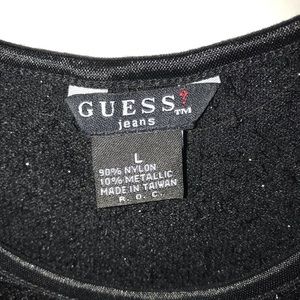 GUESS?™
jeans
L
90% NYLON
10% METALLIC
MADE IN TAIWAN
R. O. C.